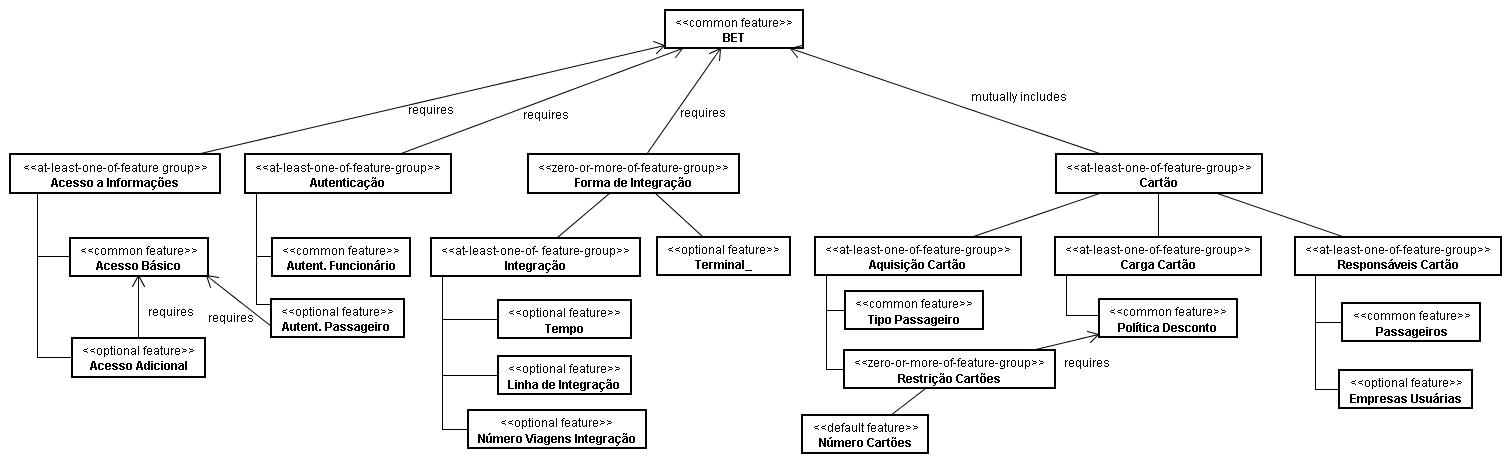 <<common feature>>
BET
requires
requires
requires
mutually includes
<<at-least-one-of-feature group>>
Acesso a Informações
<<at-least-one-of-feature-group>>
Autenticação
<<zero-or-more-of-feature-group>>
Forma de Integração
<<at-least-one-of-feature-group>>
Cartão
<<common feature>>
Acesso Básico
<<common feature>>
Autent. Funcionário
<<at-least-one-of- feature-group>>
Integração
<<optional feature>>
Terminal_
<<at-least-one-of-feature-group>>
Aquisição Cartão
<<at-least-one-of-feature-group>>
Carga Cartão
<<at-least-one-of-feature-group>>
Responsáveis Cartão
requires
requires
<<optional feature>>
Autent. Passageiro
<<optional feature>>
Tempo
<<common feature>>
Tipo Passageiro
<<common feature>>
Política Desconto
<<common feature>>
Passageiros
<<optional feature>>
Acesso Adicional
<<optional feature>>
Linha de Integração
<<zero-or-more-of-feature-group>>
Restrição Cartões
requires
<<optional feature>>
Empresas Usuárias
<<optional feature>>
Número Viagens Integração
<<default feature>>
Número Cartões